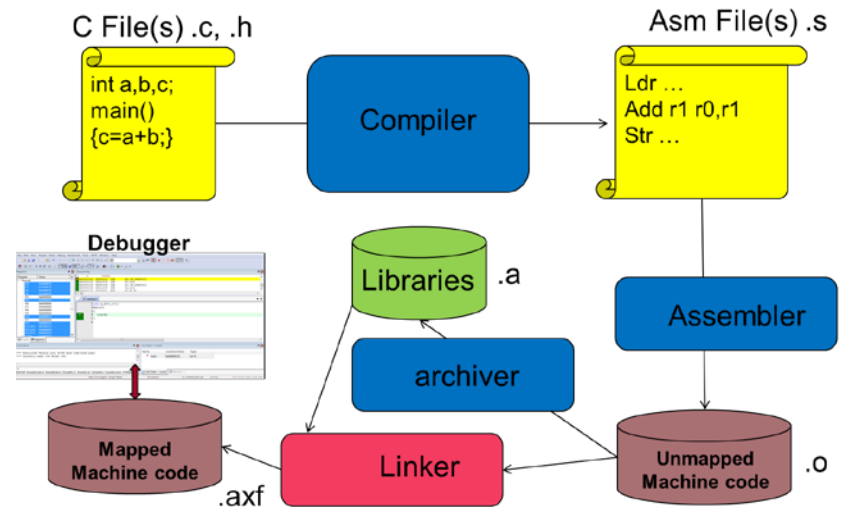 C File(s) .c, .h
Asm File(s) .s
int a,b,c;
main()
{c=a+b;}
Compiler
Ldr …
Add r1 r0,r1
Str …
Debugger
Libraries
.a
Assembler
archiver
Mapped
Machine code
.axf
Linker
Unmapped
Machine code
.o